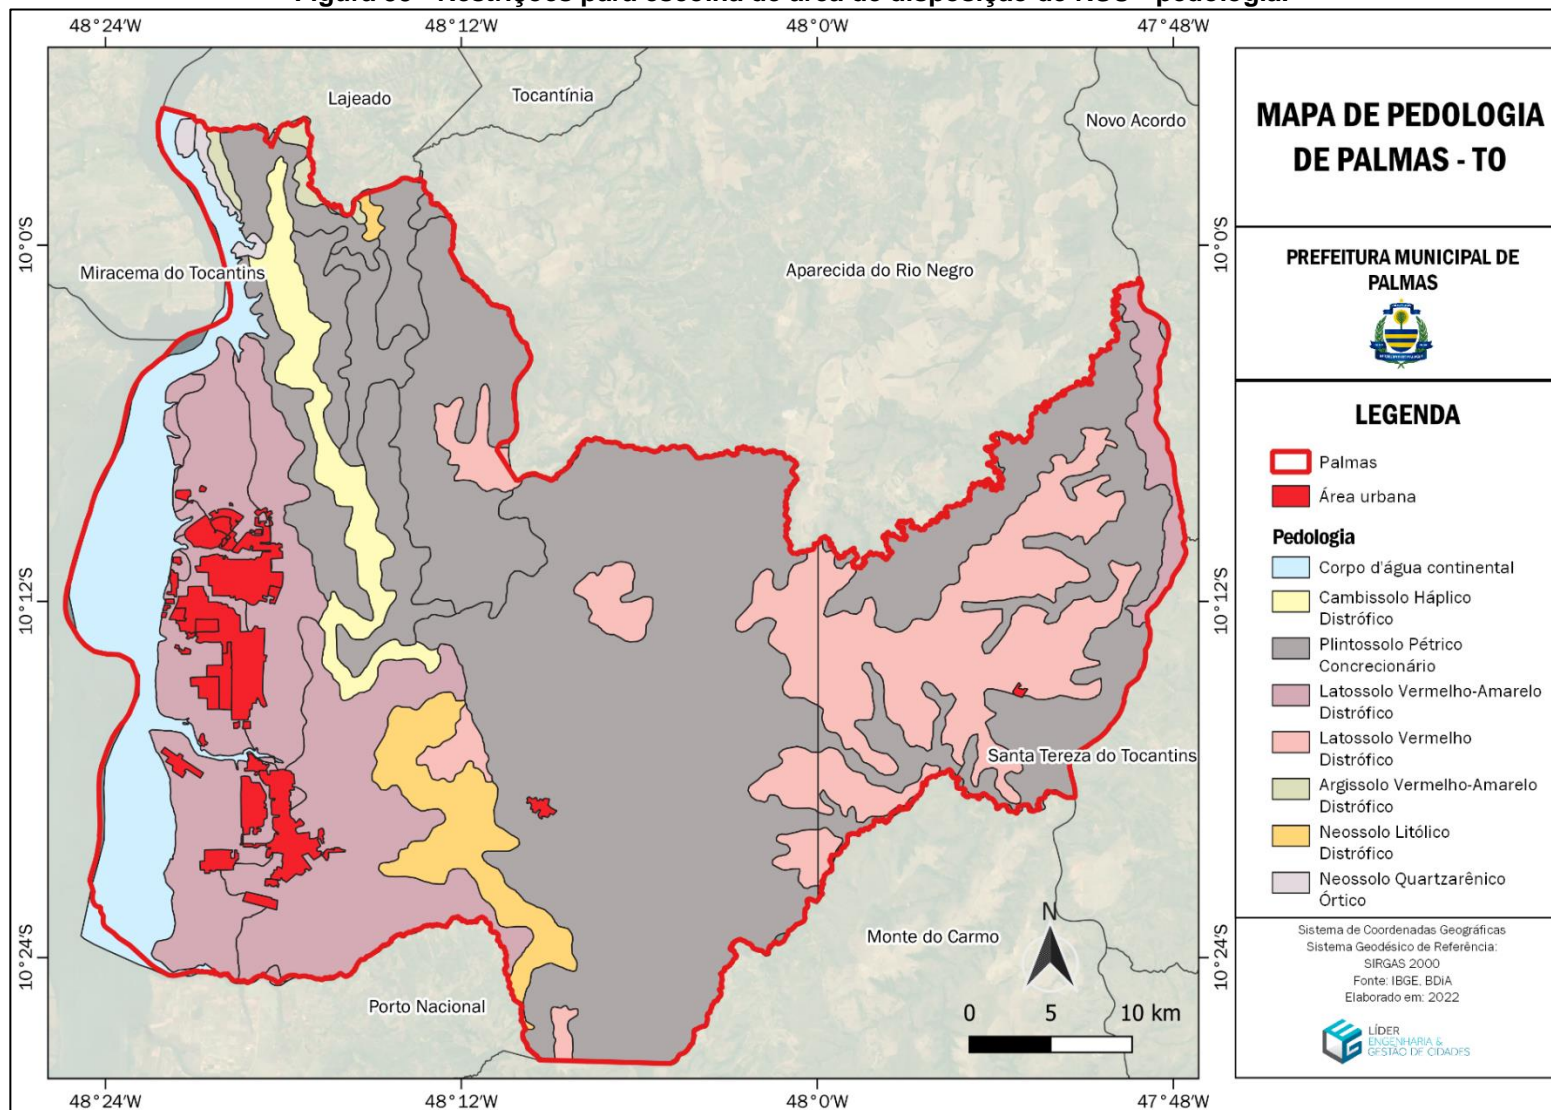 48°24'W 48°12'W 48°0'W 47°48'W
Lajeado
Tocantínia
Novo Acordo
10°0'S
10°0'S
Miracema do Tocantins
Aparecida do Rio Negro
10°12'S
10°12'S
Santa Tereza do Tocantins
Monte do Carmo
10°24'S
10°24'S
Porto Nacional
N
0 5 10 km
48°24'W 48°12'W 48°0'W 47°48'W
MAPA DE PEDOLOGIA
DE PALMAS - TO
PREFEITURA MUNICIPAL DE
PALMAS
LEGENDA
Palmas
Área urbana
Pedologia
Corpo d'água continental
Cambissolo Háplico
Distrófico
Plintossolo Pétrico
Concrecionário
Latossolo Vermelho-Amarelo
Distrófico
Latossolo Vermelho
Distrófico
Argissolo Vermelho-Amarelo
Distrófico
Neossolo Litólico
Distrófico
Neossolo Quartzarênico
Órtico
Sistema de Coordenadas Geográficas
Sistema Geodésico de Referência:
SIRGAS 2000
Fonte: IBGE, BDiA
Elaborado em: 2022
LÍDER
ENGENHARIA &
GESTÃO DE CIDADES